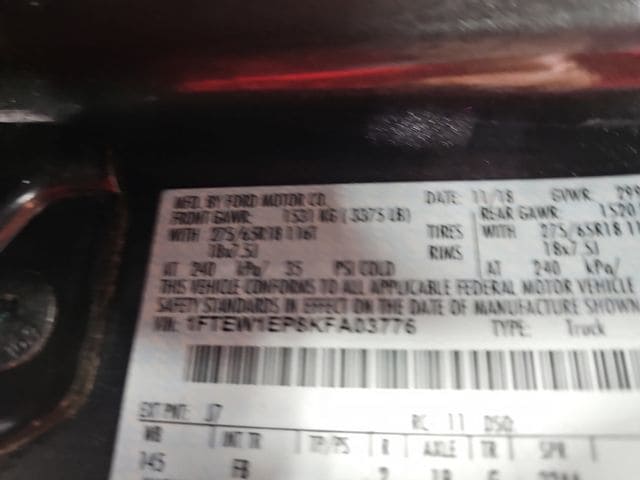 MFD. BY FORD MOTOR CO. DATE: 11/18 GVWR:
FRONT GAWR: 1531 KG (3375 LB) REAR GAWR: 1520
WITH 275/65R18 116T TIRES WITH 275/65R18 11
18x7.5J RIMS 18x7.5J
AT 240 kPa/ 35 PSI COLD AT 240 kPa/
THIS VEHICLE CONFORMS TO ALL APPLICABLE FEDERAL MOTOR VEHICLE
SAFETY STANDARDS IN EFFECT ON THE DATE OF MANUFACTURE SHOWN
VIN: 1FTEW1EP8KFA03776 TYPE: Truck
EXT PNT: J7 RC 11 DSO:
WB INT TR TP/PS R AXLE TR SPR
145 FB